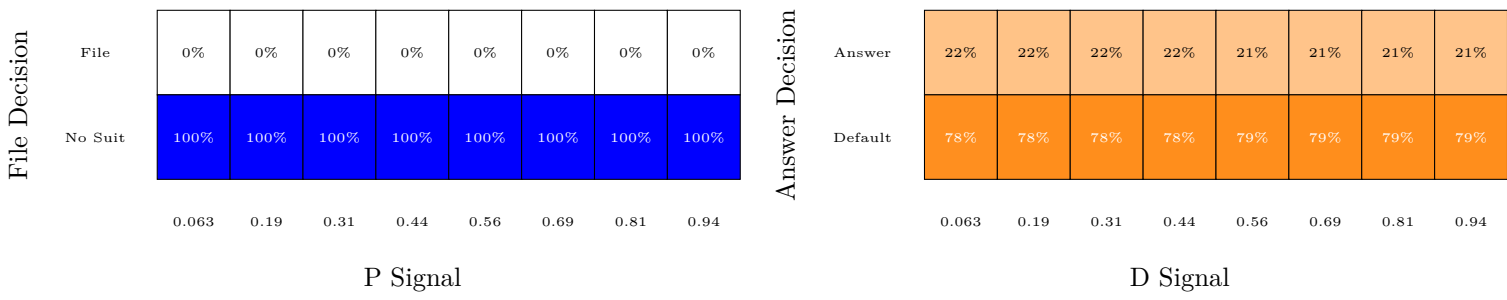 File Decision
File
0% 0% 0% 0% 0% 0% 0% 0%
No Suit
100% 100% 100% 100% 100% 100% 100% 100%
0.063 0.19 0.31 0.44 0.56 0.69 0.81 0.94
P Signal
Answer Decision
Answer
22% 22% 22% 22% 21% 21% 21% 21%
Default
78% 78% 78% 78% 79% 79% 79% 79%
0.063 0.19 0.31 0.44 0.56 0.69 0.81 0.94
D Signal